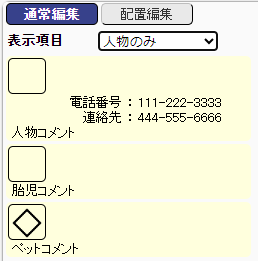 通常編集 配置編集
表示項目 人物のみ
電話番号 : 111-222-3333
連絡先 : 444-555-6666
人物コメント
胎児コメント
ペットコメント